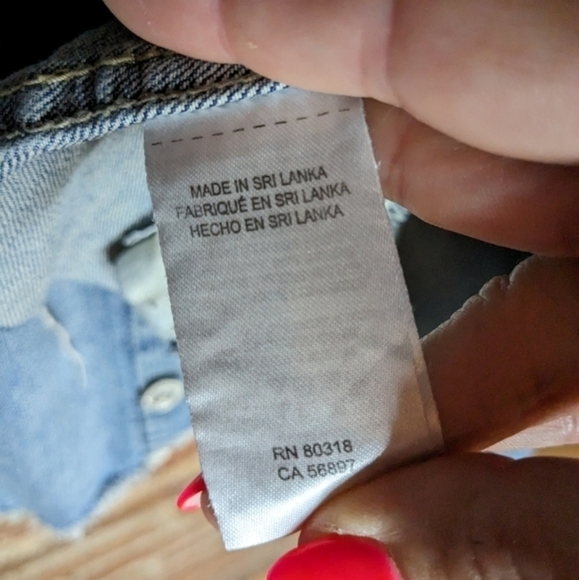 MADE IN SRI LANKA
FABRIQUÉ EN SRI LANKA
HECHO EN SRI LANKA
RN 80318
CA 56897